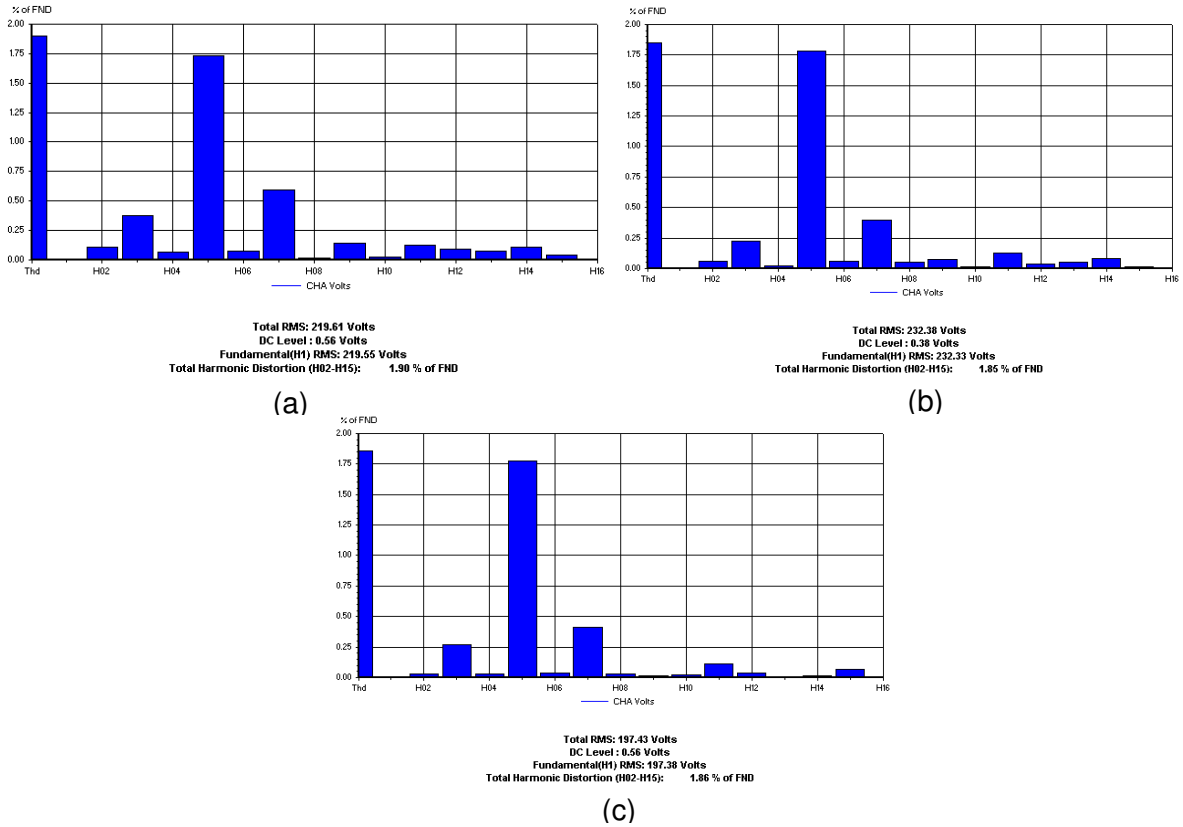 % of FND
2.00
1.75
1.50
1.25
1.00
0.75
0.50
0.25
0.00
Thd H02 H04 H06 H08 H10 H12 H14 H16
CHA Volts
Total RMS: 219.61 Volts
DC Level : 0.56 Volts
Fundamental(H1) RMS: 219.55 Volts
Total Harmonic Distortion (H02-H15): 1.90 % of FND
(a)
% of FND
2.00
1.75
1.50
1.25
1.00
0.75
0.50
0.25
0.00
Thd H02 H04 H06 H08 H10 H12 H14 H16
CHA Volts
Total RMS: 232.38 Volts
DC Level : 0.38 Volts
Fundamental(H1) RMS: 232.33 Volts
Total Harmonic Distortion (H02-H15): 1.85 % of FND
(b)
% of FND
2.00
1.75
1.50
1.25
1.00
0.75
0.50
0.25
0.00
Thd H02 H04 H06 H08 H10 H12 H14 H16
CHA Volts
Total RMS: 197.43 Volts
DC Level : 0.56 Volts
Fundamental(H1) RMS: 197.38 Volts
Total Harmonic Distortion (H02-H15): 1.86 % of FND
(c)